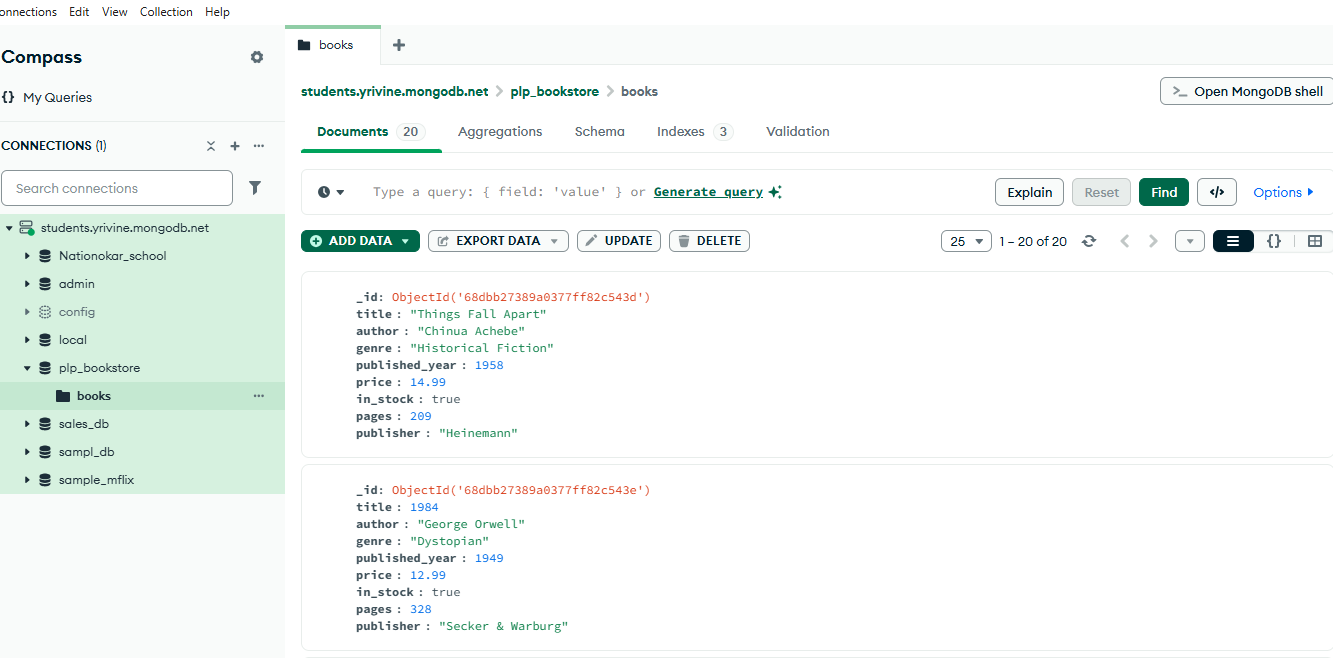 onnections Edit View Collection Help
Compass
{} My Queries
CONNECTIONS (1)
Search connections
students.yrivine.mongodb.net
Nationokar_school
admin
config
local
plp_bookstore
books
sales_db
sampl_db
sample_mflix
books
students.yrivine.mongodb.net > plp_bookstore > books
>_ Open MongoDB shell
Documents 20 Aggregations Schema Indexes 3 Validation
Type a query: { field: 'value' } or Generate query
Explain Reset Find </> Options
ADD DATA EXPORT DATA UPDATE DELETE
25 1 – 20 of 20 {}
_id: ObjectId('68dbb27389a0377ff82c543d')
title : "Things Fall Apart"
author : "Chinua Achebe"
genre : "Historical Fiction"
published_year : 1958
price : 14.99
in_stock : true
pages : 209
publisher : "Heinemann"
_id: ObjectId('68dbb27389a0377ff82c543e')
title : 1984
author : "George Orwell"
genre : "Dystopian"
published_year : 1949
price : 12.99
in_stock : true
pages : 328
publisher : "Secker & Warburg"